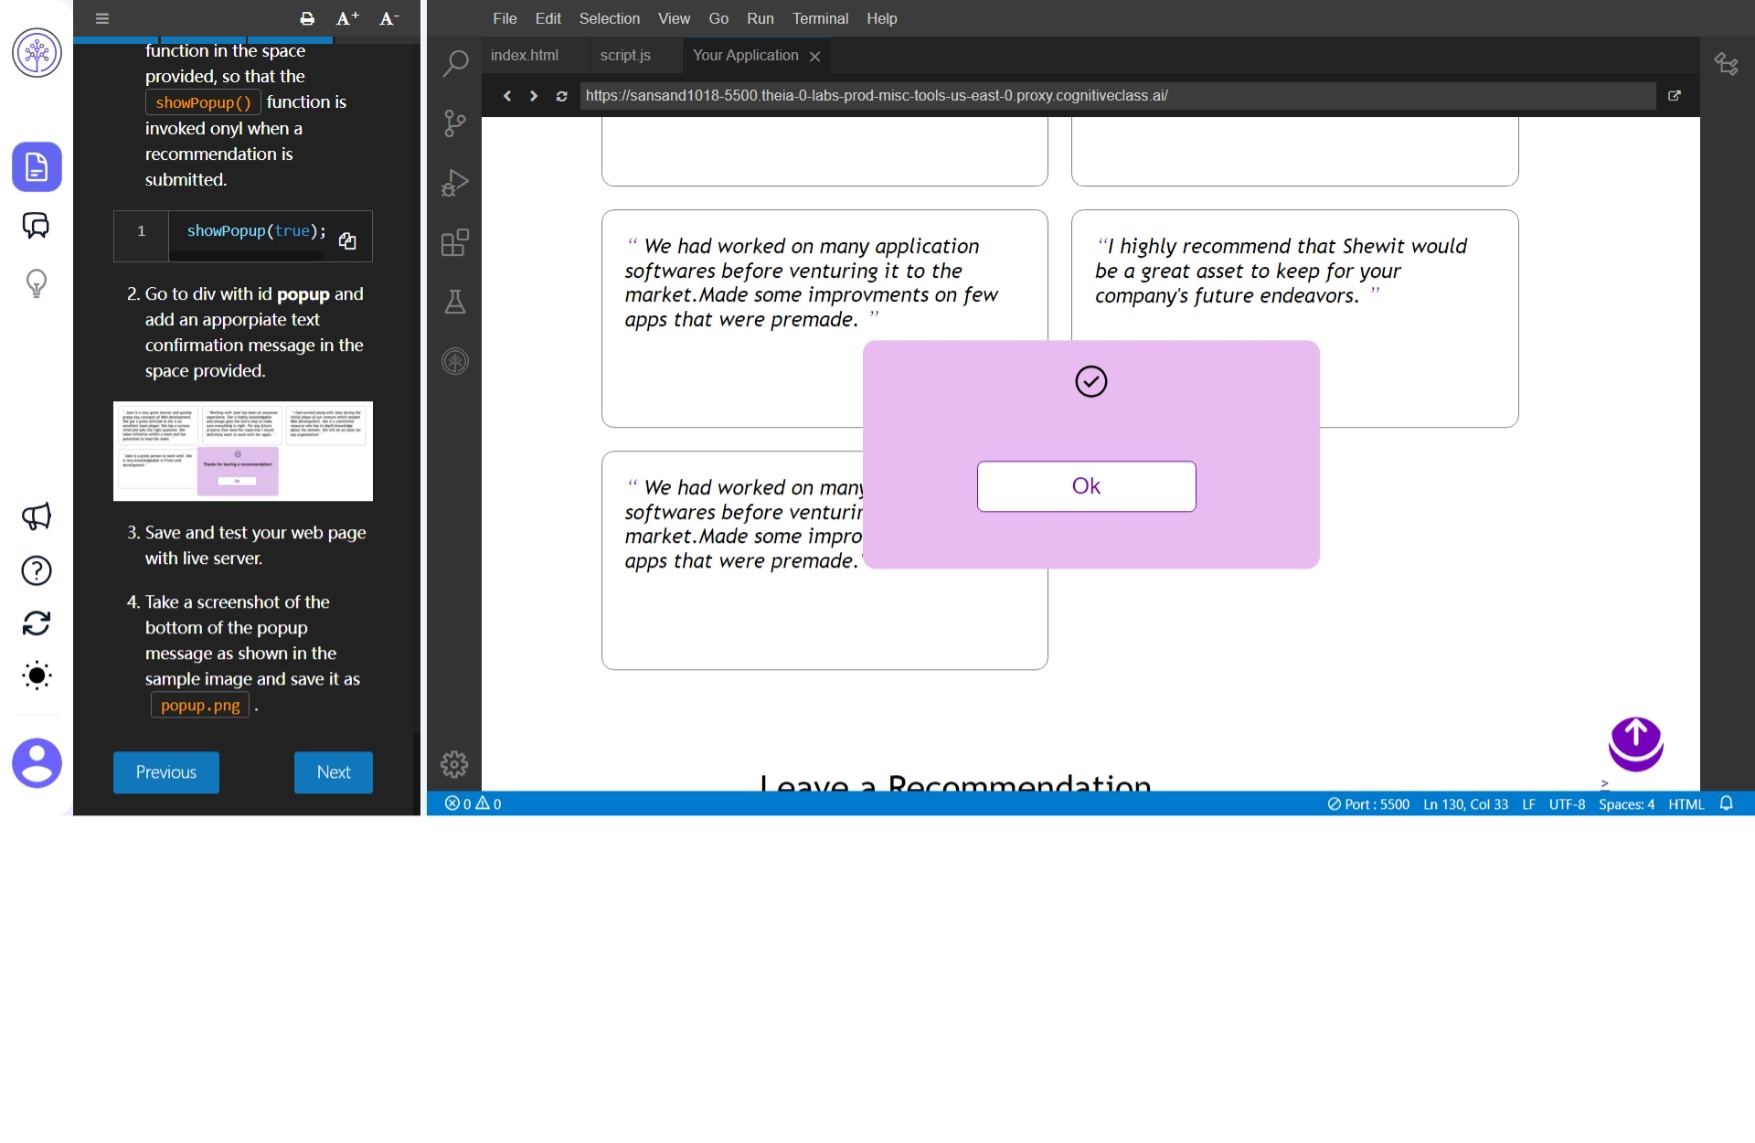 A+ A-
function in the space
provided, so that the
showPopup() function is
invoked onyl when a
recommendation is
submitted.
1 showPopup(true);
2. Go to div with id popup and
add an apporpiate text
confirmation message in the
space provided.
Thanks for leaving a recommendation!
Ok
3. Save and test your web page
with live server.
4. Take a screenshot of the
bottom of the popup
message as shown in the
sample image and save it as
popup.png .
Previous Next
File Edit Selection View Go Run Terminal Help
index.html script.js Your Application
https://sansand1018-5500.theia-0-labs-prod-misc-tools-us-east-0.proxy.cognitiveclass.ai/
“ We had worked on many application
softwares before venturing it to the
market.Made some improvments on few
apps that were premade. ”
“I highly recommend that Shewit would
be a great asset to keep for your
company's future endeavors. ”
Ok
“ We had worked on many
softwares before venturin
market.Made some impro
apps that were premade.
Leave a Recommendation
0 0 Port : 5500 Ln 130, Col 33 LF UTF-8 Spaces: 4 HTML